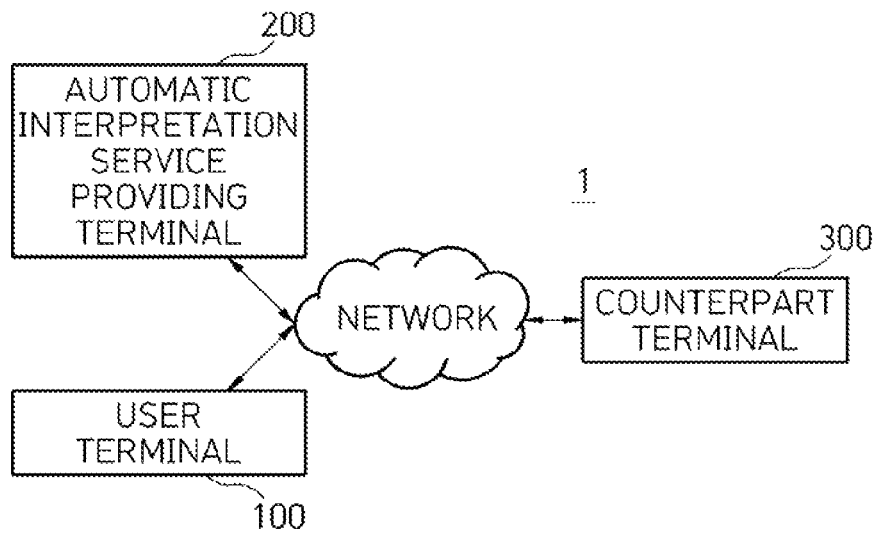 200
AUTOMATIC
INTERPRETATION
SERVICE
PROVIDING
TERMINAL
1
300
NETWORK
COUNTERPART
TERMINAL
USER
TERMINAL
100